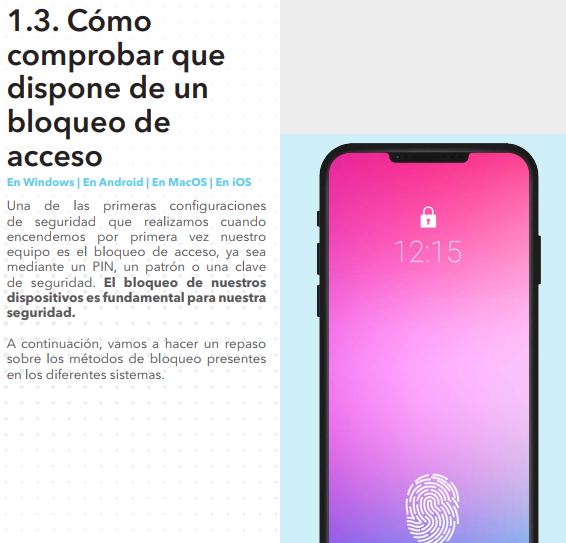 1.3. Cómo
comprobar que
dispone de un
bloqueo de
acceso
En Windows | En Android | En MacOS | En iOS
Una de las primeras configuraciones
de seguridad que realizamos cuando
encendemos por primera vez nuestro
equipo es el bloqueo de acceso, ya sea
mediante un PIN, un patrón o una clave
de seguridad. El bloqueo de nuestros
dispositivos es fundamental para nuestra
seguridad.
A continuación, vamos a hacer un repaso
sobre los métodos de bloqueo presentes
en los diferentes sistemas.
12:15